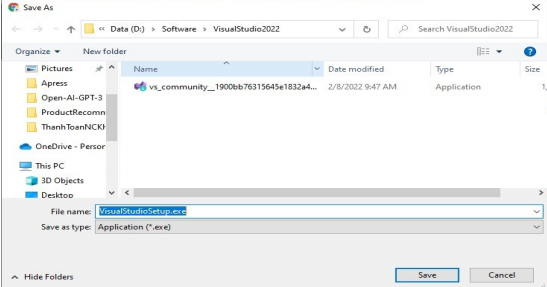 Save As
« Data (D:) › Software › VisualStudio2022
Search VisualStudio2022
Organize
New folder
Name
Date modified
Type
Size
Pictures
Apress
Open-AI-GPT-3
ProductRecomn
ThanhToanNCKH
OneDrive - Person
This PC
3D Objects
Desktop
vs_community__1900bb76315645e1832a4... 2/8/2022 9:47 AM Application 1,
File name: VisualStudioSetup.exe
Save as type: Application (*.exe)
Hide Folders
Save
Cancel